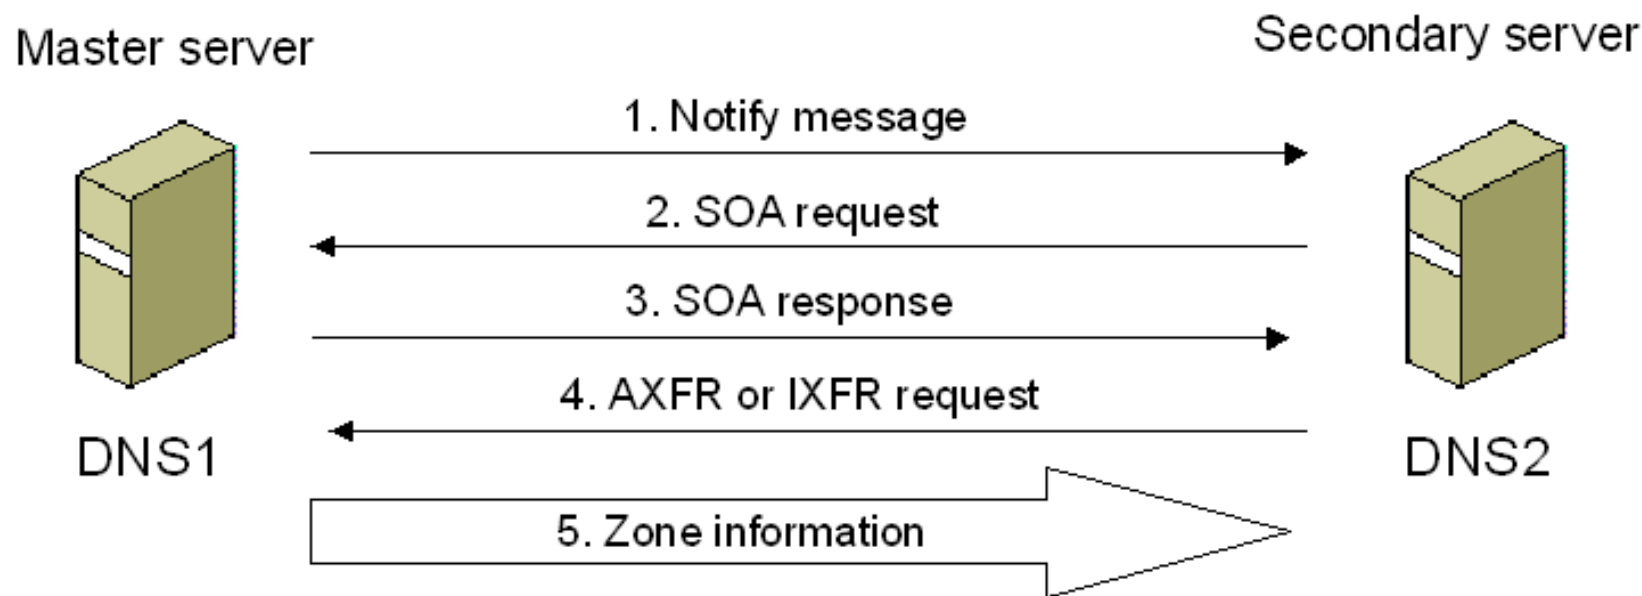 Master server
Secondary server
1. Notify message
2. SOA request
3. SOA response
4. AXFR or IXFR request
DNS1
DNS2
5. Zone information